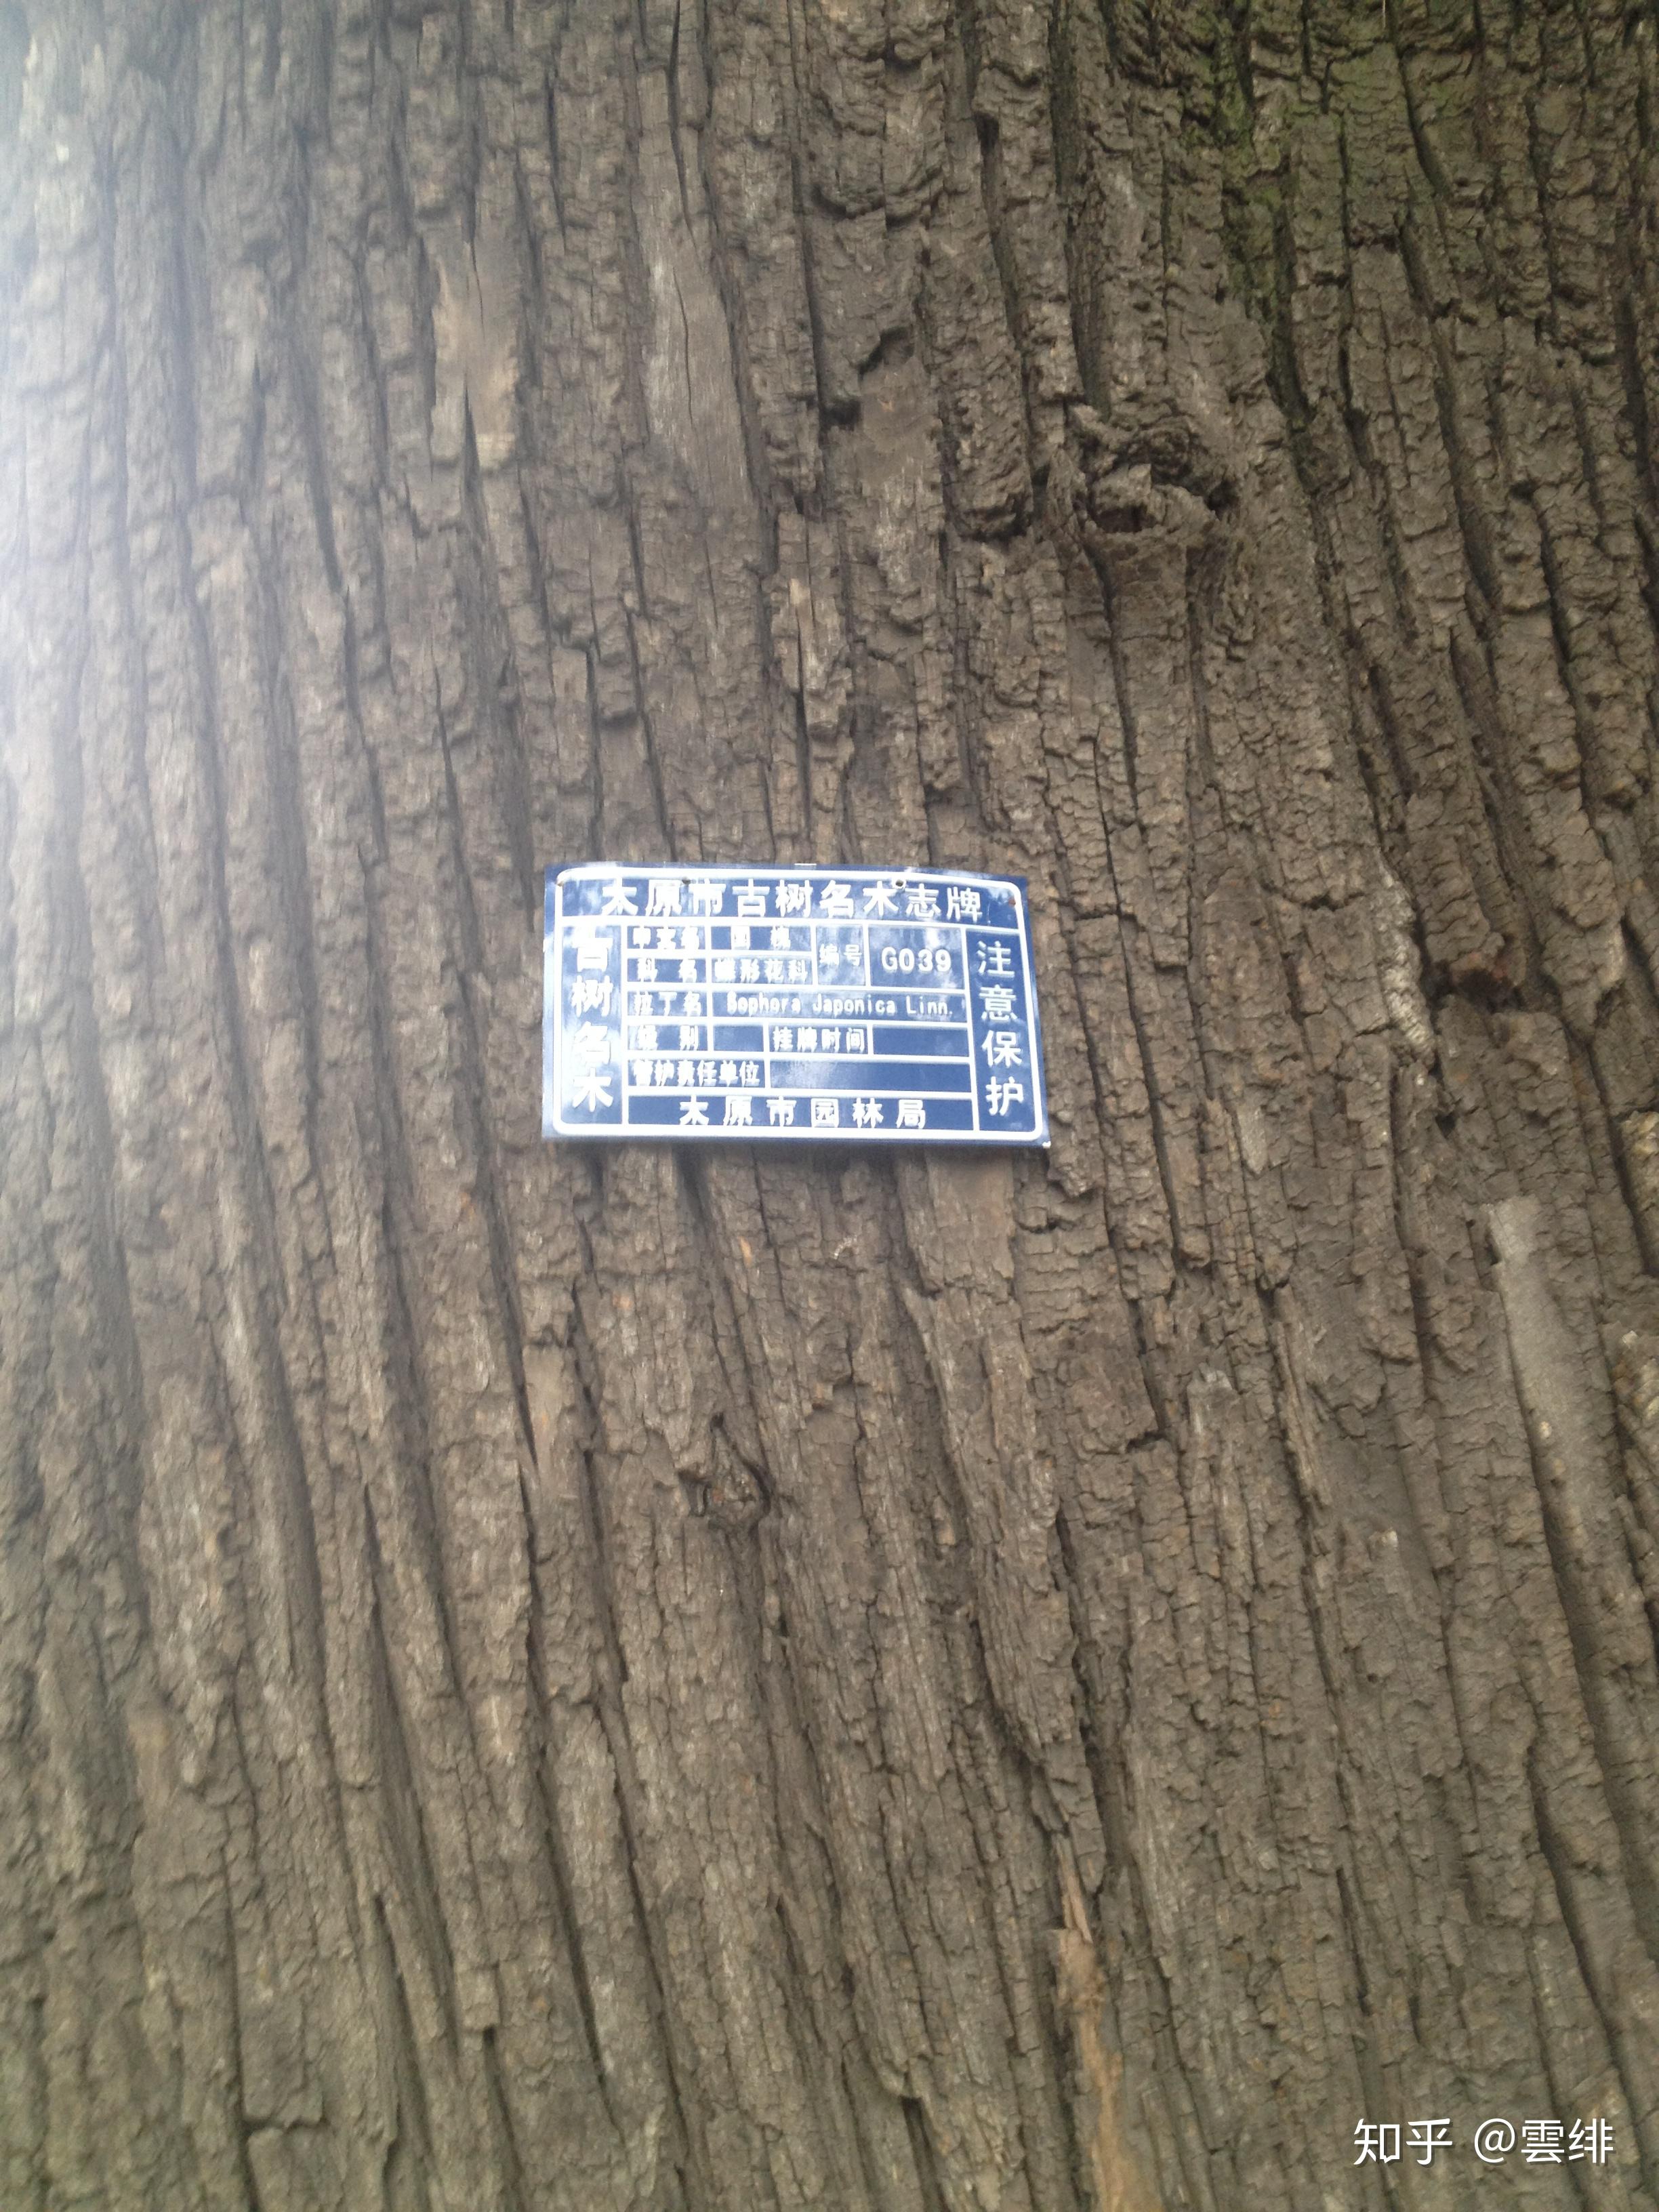 太原市古树名木志牌
古树名木
中文名 国槐 编号 G039
科名 蝶形花科
拉丁名 Sophora Japonica Linn.
级别 挂牌时间
管护责任单位
太原市园林局
注意保护
知乎 @雲绯